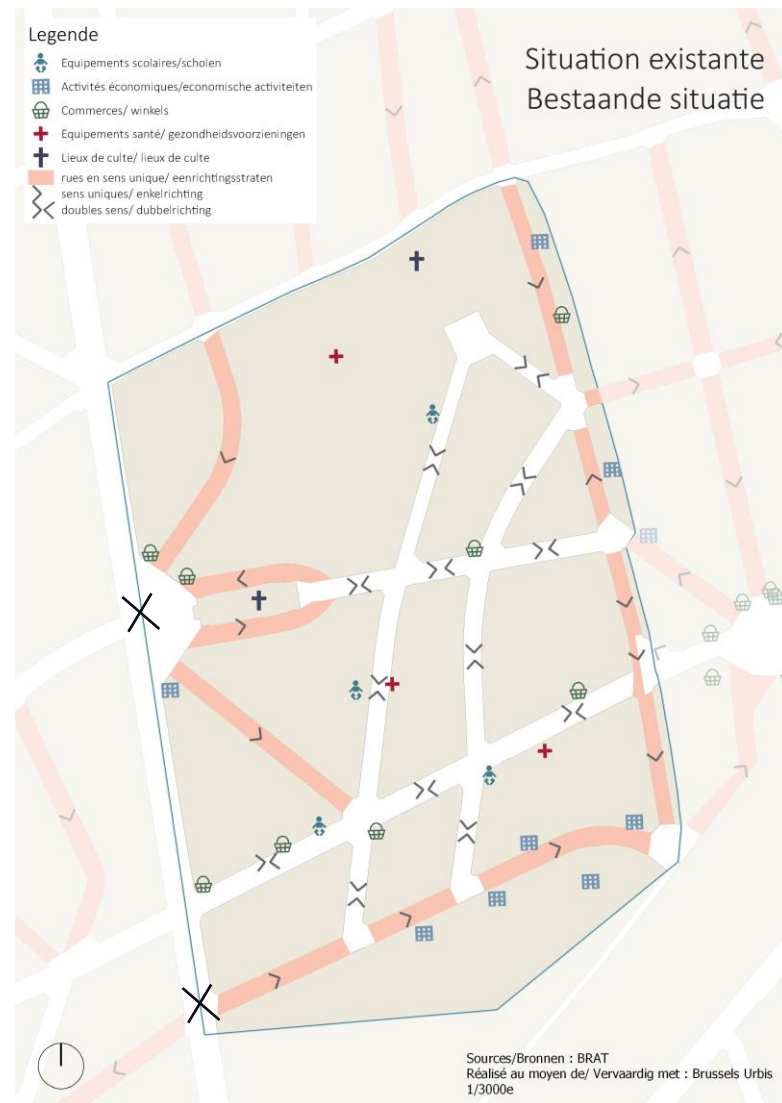 Legende
Equipements scolaires/scholen
Activités économiques/economische activiteiten
Commerces/ winkels
Equipements santé/ gezondheidsvoorzieningen
Lieux de culte/ lieux de culte
rues en sens unique/ eenrichtingsstraten
sens uniques/ enkelrichting
doubles sens/ dubbelrichting
Situation existante
Bestaande situatie
Sources/Bronnen : BRAT
Réalisé au moyen de/ Vervaardig met : Brussels Urbis
1/3000e